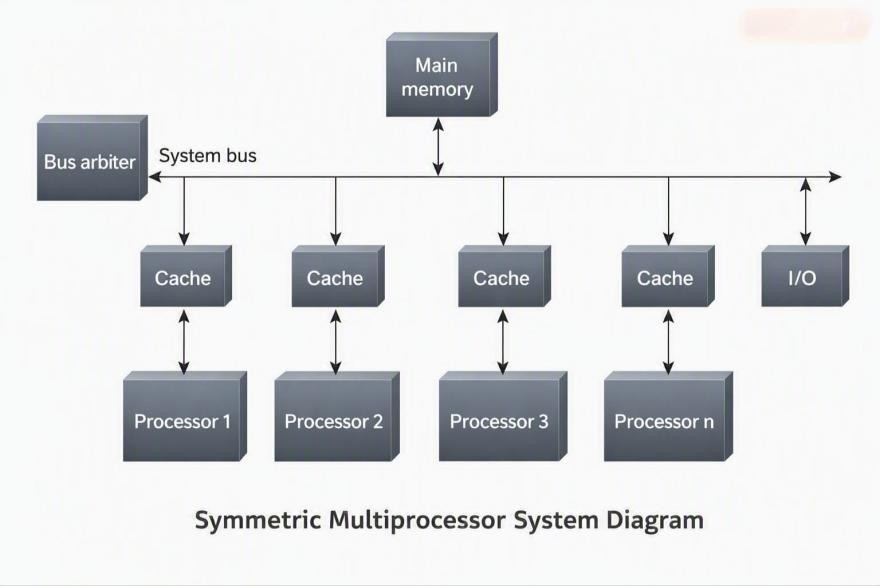 Main
memory
Bus arbiter
System bus
Cache
Cache
Cache
Cache
I/O
Processor 1
Processor 2
Processor 3
Processor n
Symmetric Multiprocessor System Diagram